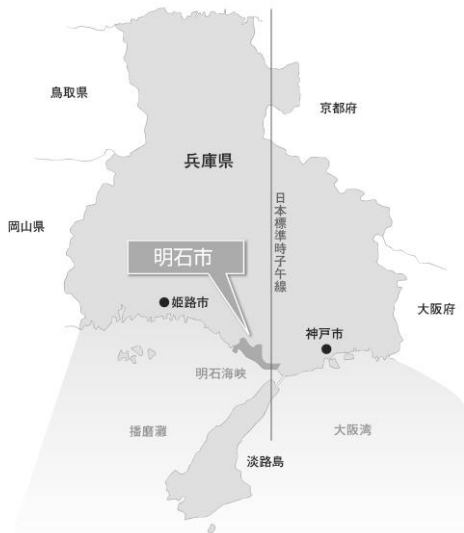 鳥取県
京都府
兵庫県
日本標準時子午線
岡山県
明石市
姫路市
大阪府
神戸市
明石海峡
播磨灘
大阪湾
淡路島